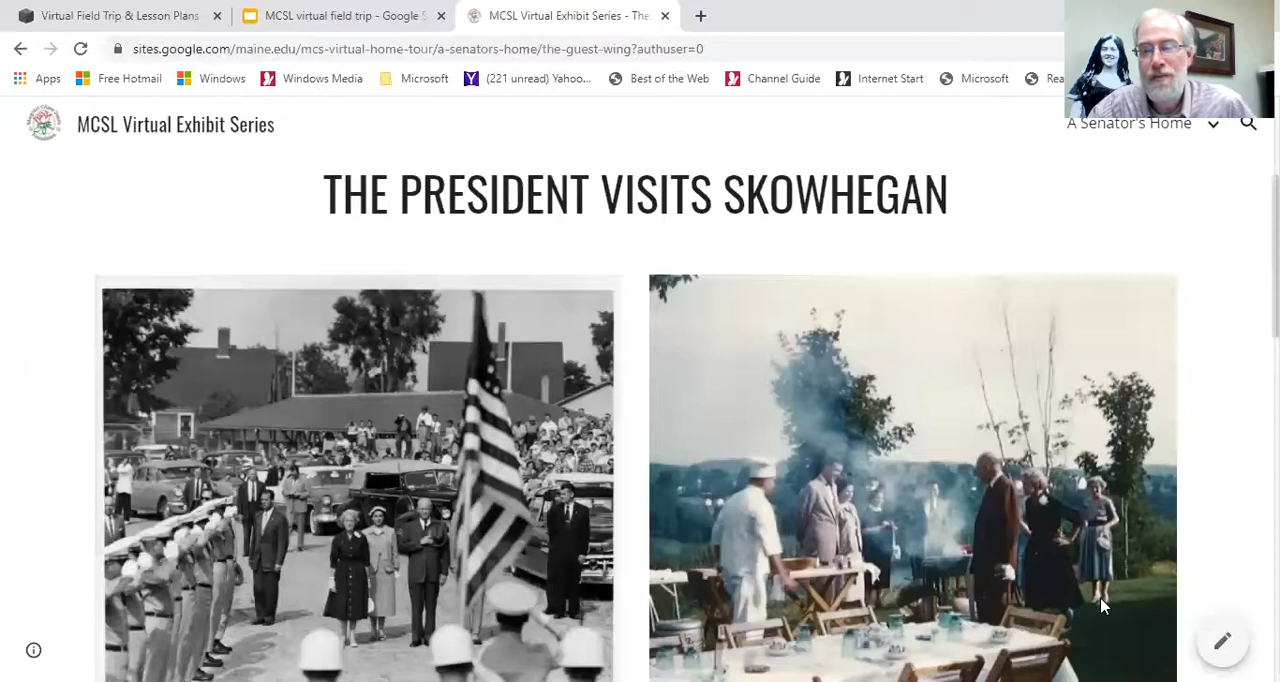 Virtual Field Trip & Lesson Plans
MCSL virtual field trip - Google S
MCSL Virtual Exhibit Series - The
sites.google.com/maine.edu/mcs-virtual-home-tour/a-senators-home/the-guest-wing?authuser=0
Apps
Free Hotmail
Windows
Windows Media
Microsoft
(221 unread) Yahoo...
Best of the Web
Channel Guide
Internet Start
Microsoft
Rea
MCSL Virtual Exhibit Series
A Senator's Home
THE PRESIDENT VISITS SKOWHEGAN